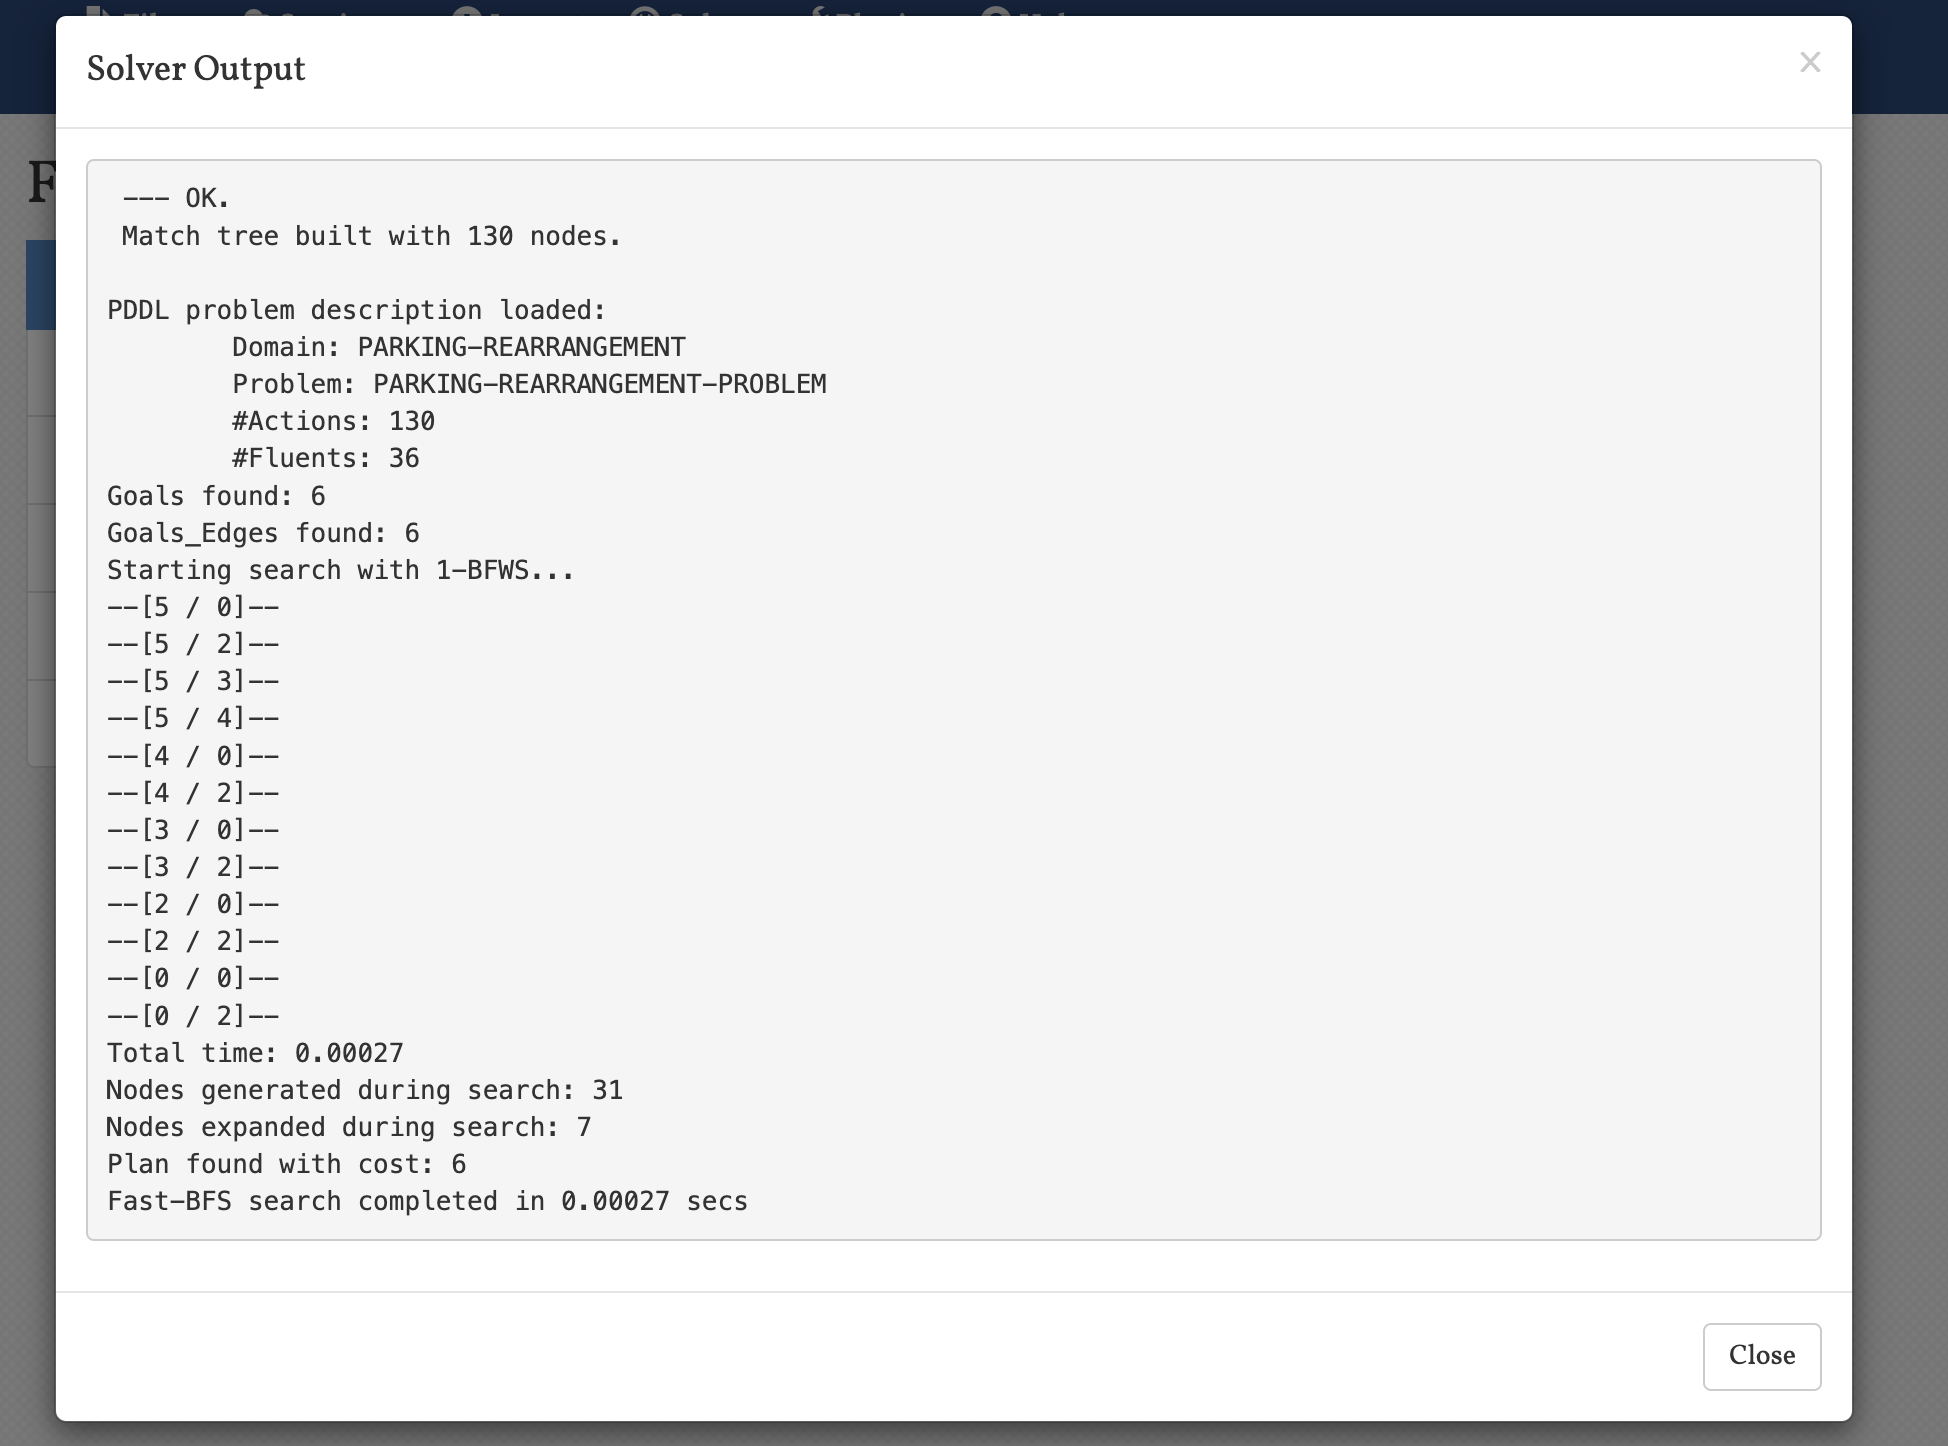 Solver Output
×
--- OK.
Match tree built with 130 nodes.
PDDL problem description loaded:
Domain: PARKING-REARRANGEMENT
Problem: PARKING-REARRANGEMENT-PROBLEM
#Actions: 130
#Fluents: 36
Goals found: 6
Goals_Edges found: 6
Starting search with 1-BFWS...
--[5 / 0]--
--[5 / 2]--
--[5 / 3]--
--[5 / 4]--
--[4 / 0]--
--[4 / 2]--
--[3 / 0]--
--[3 / 2]--
--[2 / 0]--
--[2 / 2]--
--[0 / 0]--
--[0 / 2]--
Total time: 0.00027
Nodes generated during search: 31
Nodes expanded during search: 7
Plan found with cost: 6
Fast-BFS search completed in 0.00027 secs
Close